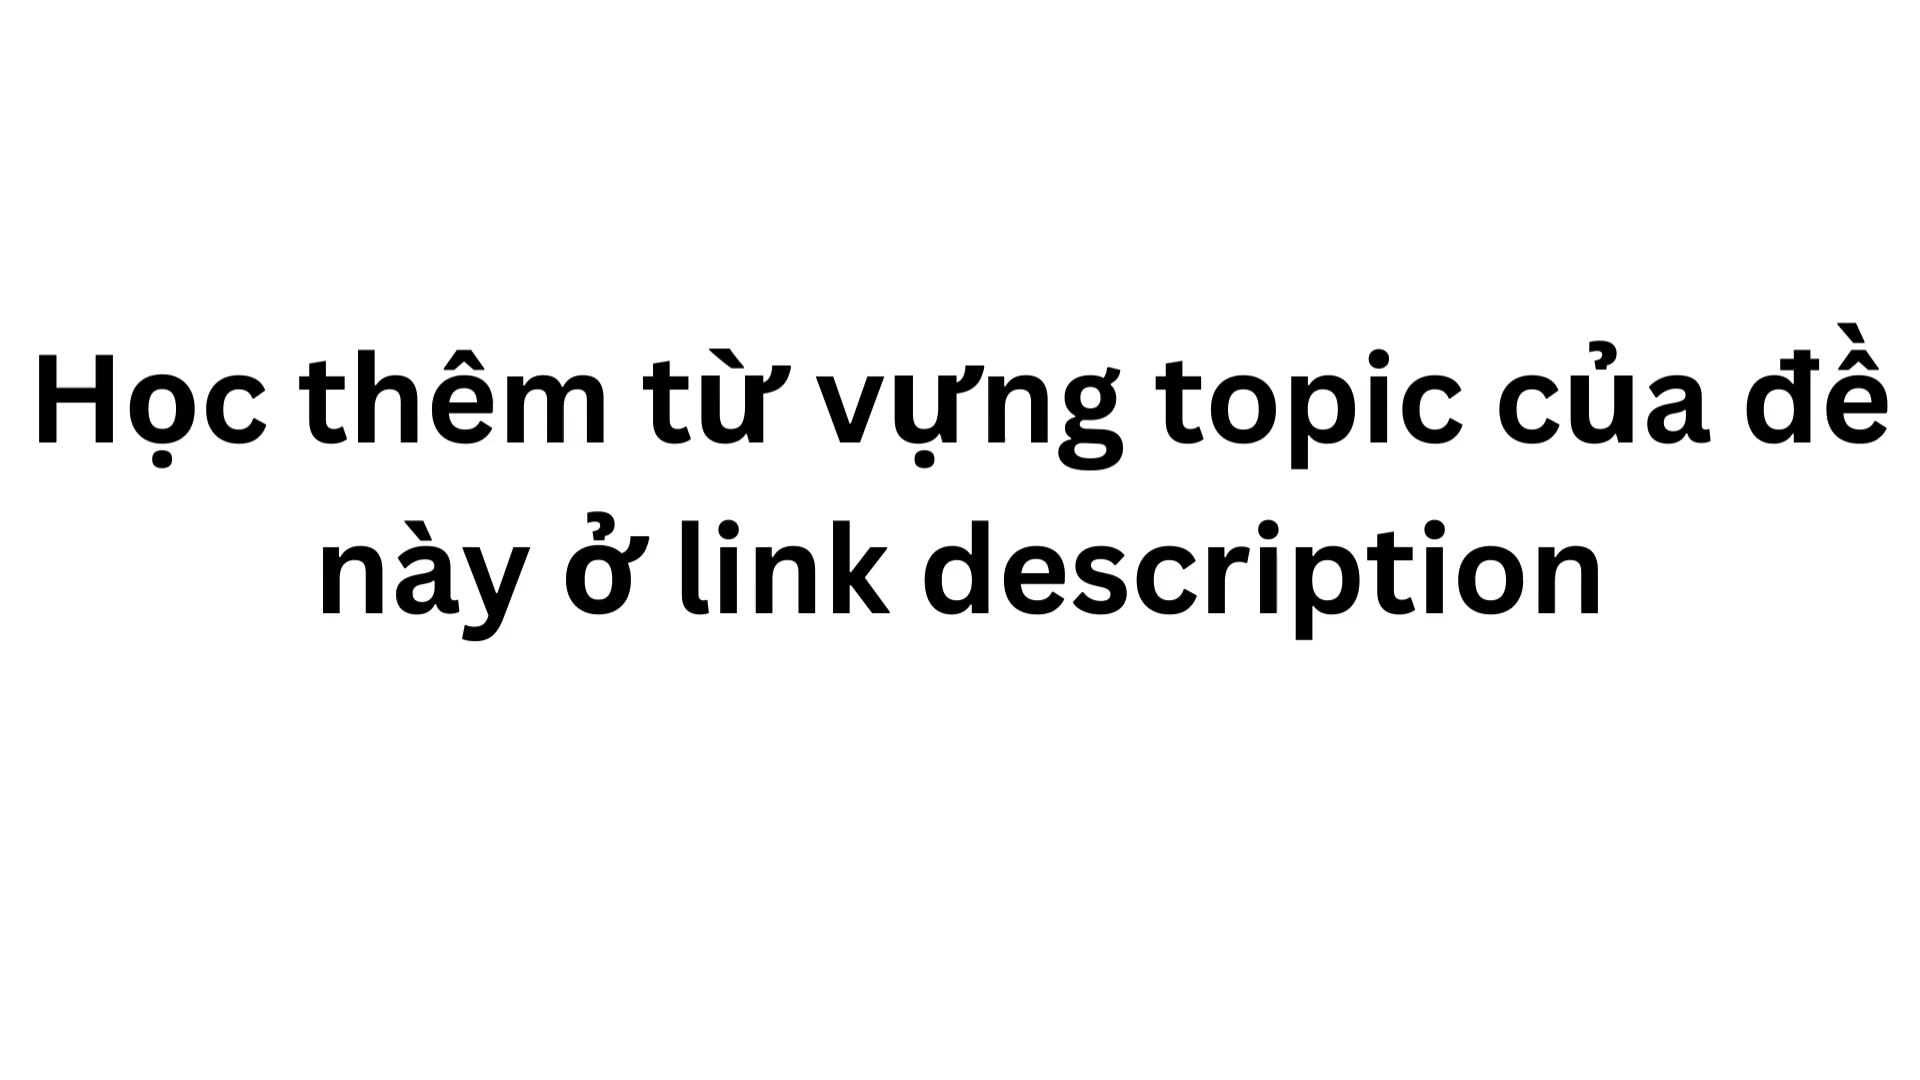 Học thêm từ vựng topic của đề
này ở link description